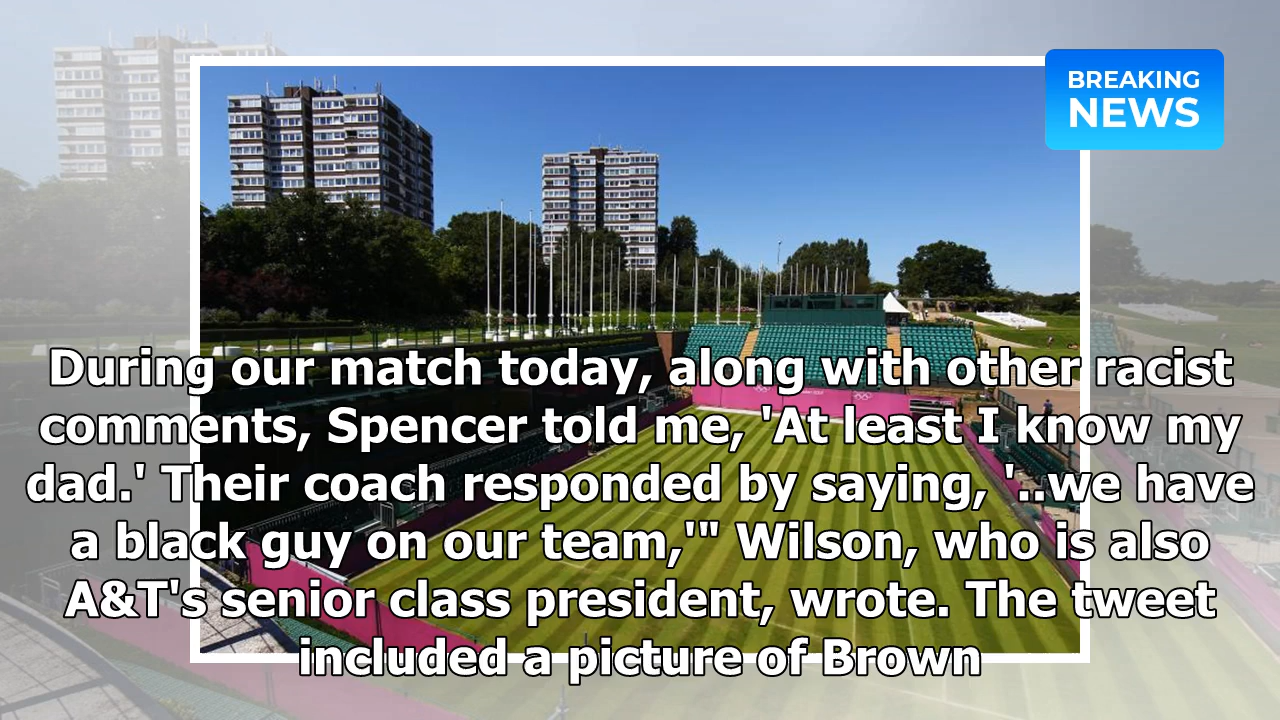 BREAKING
NEWS
During our match today, along with other racist
comments, Spencer told me, 'At least I know my
dad.' Their coach responded by saying, '..we have
a black guy on our team,'" Wilson, who is also
A&T's senior class president, wrote. The tweet
included a picture of Brown